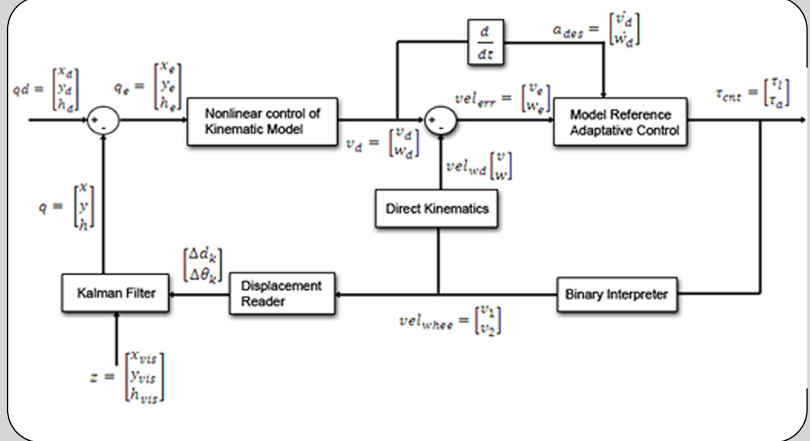 d
dt
a_des = [v̇_d
ẇ_d]
qd = [x_d
y_d
h_d]
q_e = [x_e
y_e
h_e]
vel_err = [v_e
w_e]
τ_cnt = [τ_l
τ_a]
+
-
Nonlinear control of
Kinematic Model
+
-
Model Reference
Adaptative Control
v_d = [v_d
w_d]
vel_wd [v
w]
q = [x
y
h]
Direct Kinematics
[Δd_k
Δθ_k]
Kalman Filter
Displacement
Reader
Binary Interpreter
vel_whee = [v_1
v_2]
z = [x_vis
y_vis
h_vis]